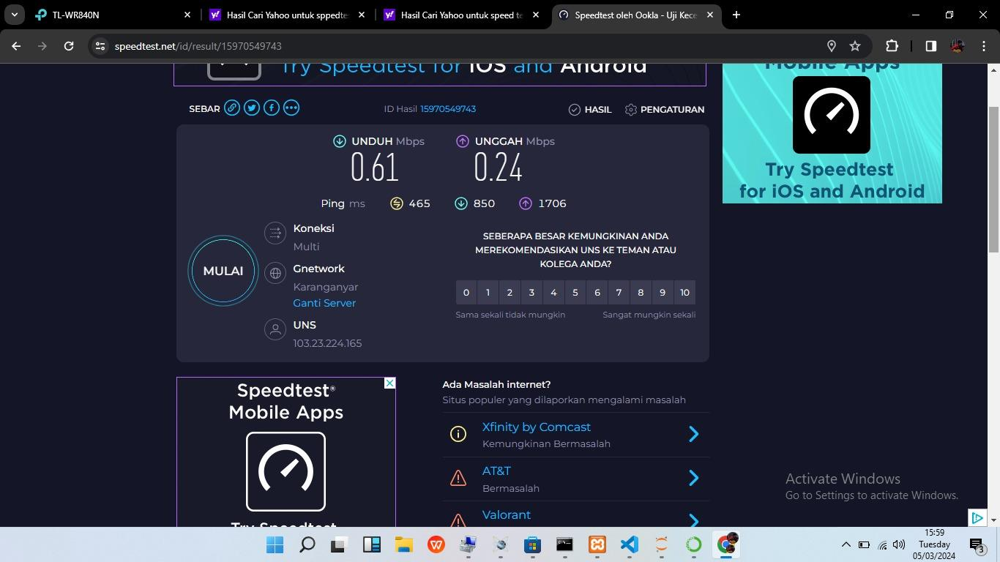 TL-WR840N
Hasil Cari Yahoo untuk sppedtes
Hasil Cari Yahoo untuk speed te
Speedtest oleh Ookla - Uji Kece
speedtest.net/id/result/15970549743
Try Speedtest for iOS and Android
SEBAR
ID Hasil 15970549743
HASIL
PENGATURAN
UNDUH Mbps
0.61
UNGGAH Mbps
0.24
Ping ms 465 850 1706
MULAI
Koneksi
Multi
Gnetwork
Karanganyar
Ganti Server
UNS
103.23.224.165
SEBERAPA BESAR KEMUNGKINAN ANDA
MEREKOMENDASIKAN UNS KE TEMAN ATAU
KOLEGA ANDA?
0 1 2 3 4 5 6 7 8 9 10
Sama sekali tidak mungkin
Sangat mungkin sekali
Mobile Apps
Try Speedtest
for iOS and Android
Speedtest®
Mobile Apps
Try Speedtest
Ada Masalah internet?
Situs populer yang dilaporkan mengalami masalah
Xfinity by Comcast
Kemungkinan Bermasalah
AT&T
Bermasalah
Valorant
Activate Windows
Go to Settings to activate Windows.
15:59
Tuesday
05/03/2024
3